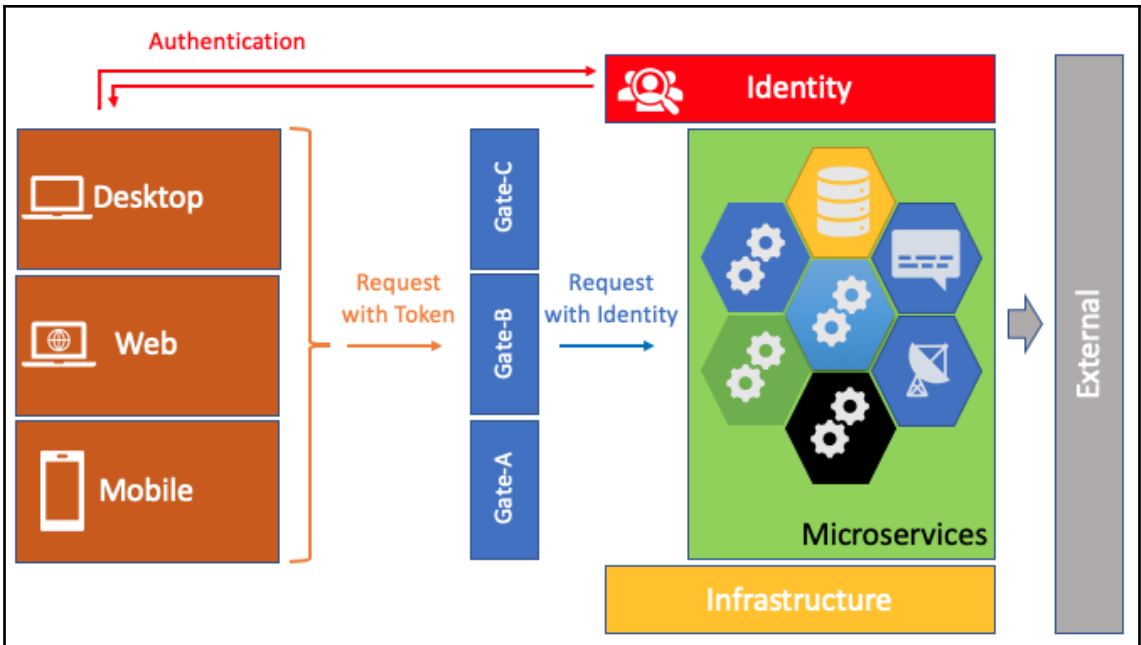 Authentication
Identity
Desktop
Web
Mobile
Request
with Token
Gate-C
Gate-B
Gate-A
Request
with Identity
Microservices
Infrastructure
External